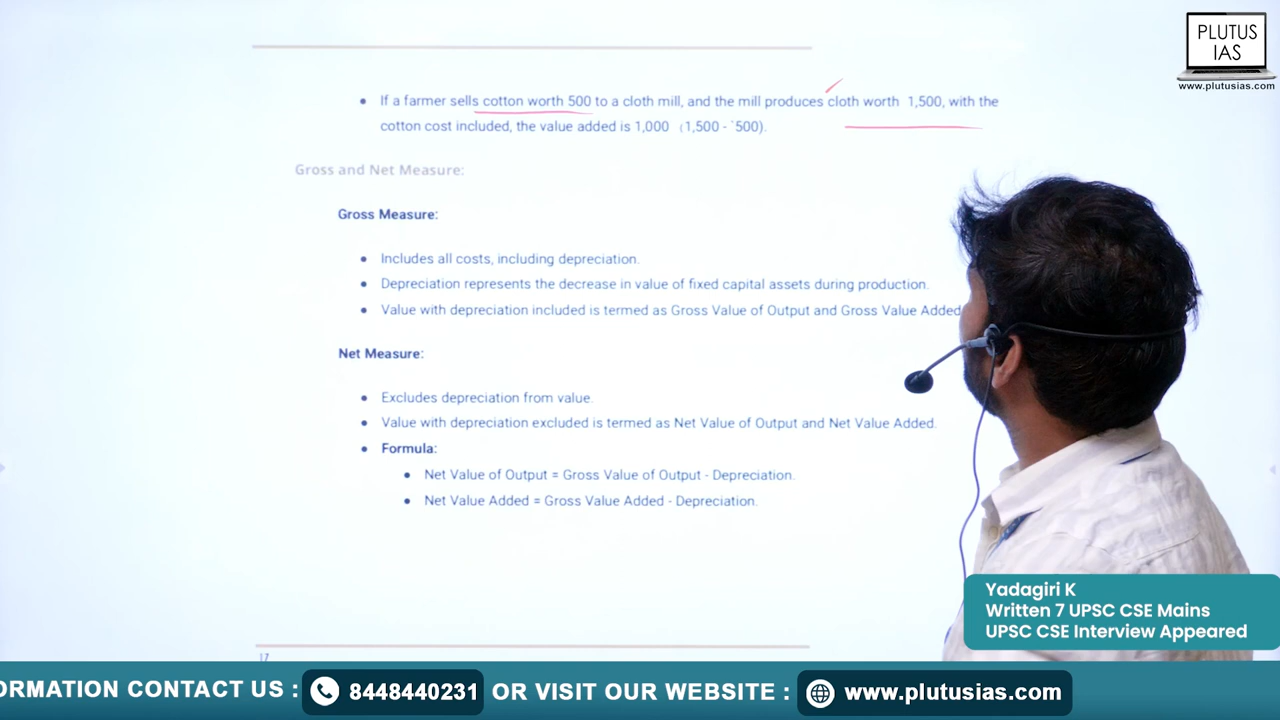 PLUTUS
IAS
www.plutusias.com
• If a farmer sells cotton worth 500 to a cloth mill, and the mill produces cloth worth 1,500, with the
cotton cost included, the value added is 1,000 (1,500 - `500).
Gross and Net Measure:
Gross Measure:
• Includes all costs, including depreciation.
• Depreciation represents the decrease in value of fixed capital assets during production.
• Value with depreciation included is termed as Gross Value of Output and Gross Value Added
Net Measure:
• Excludes depreciation from value.
• Value with depreciation excluded is termed as Net Value of Output and Net Value Added.
• Formula:
• Net Value of Output = Gross Value of Output - Depreciation.
• Net Value Added = Gross Value Added - Depreciation.
17
Yadagiri K
Written 7 UPSC CSE Mains
UPSC CSE Interview Appeared
ORMATION CONTACT US : 8448440231 OR VISIT OUR WEBSITE : www.plutusias.com